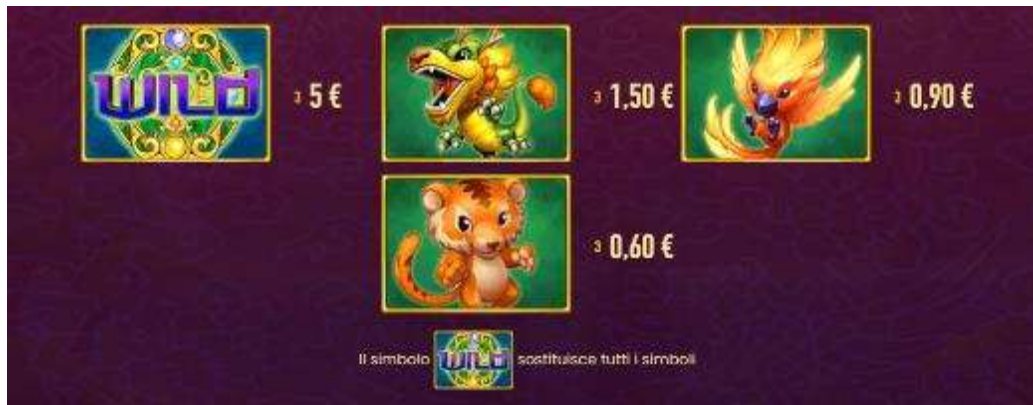 WILD
3 5 €
3 1,50 €
3 0,90 €
3 0,60 €
Il simbolo WILD sostituisce tutti i simboli